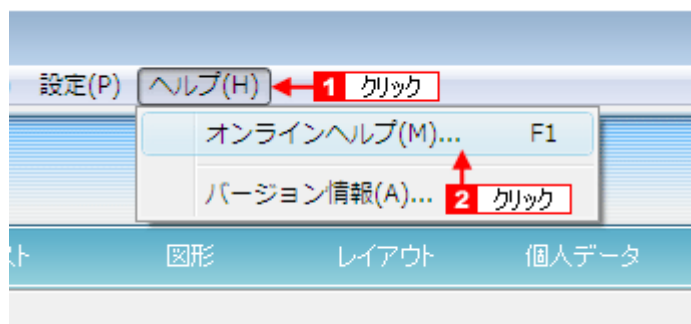 設定(P) ヘルプ(H) 1 クリック
オンラインヘルプ(M)... F1
バージョン情報(A)... 2 クリック
図形 レイアウト 個人データ